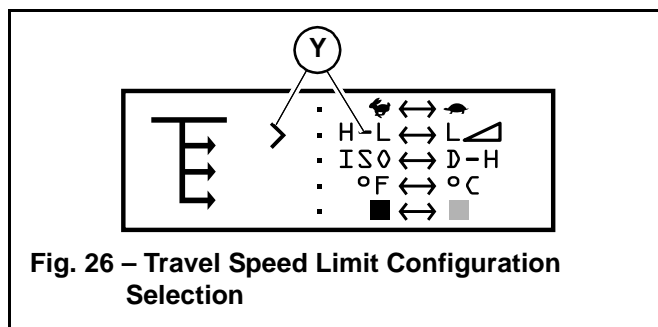 Y
H-L ↔ L
ISO ↔ D-H
°F ↔ °C
Fig. 26 – Travel Speed Limit Configuration
Selection